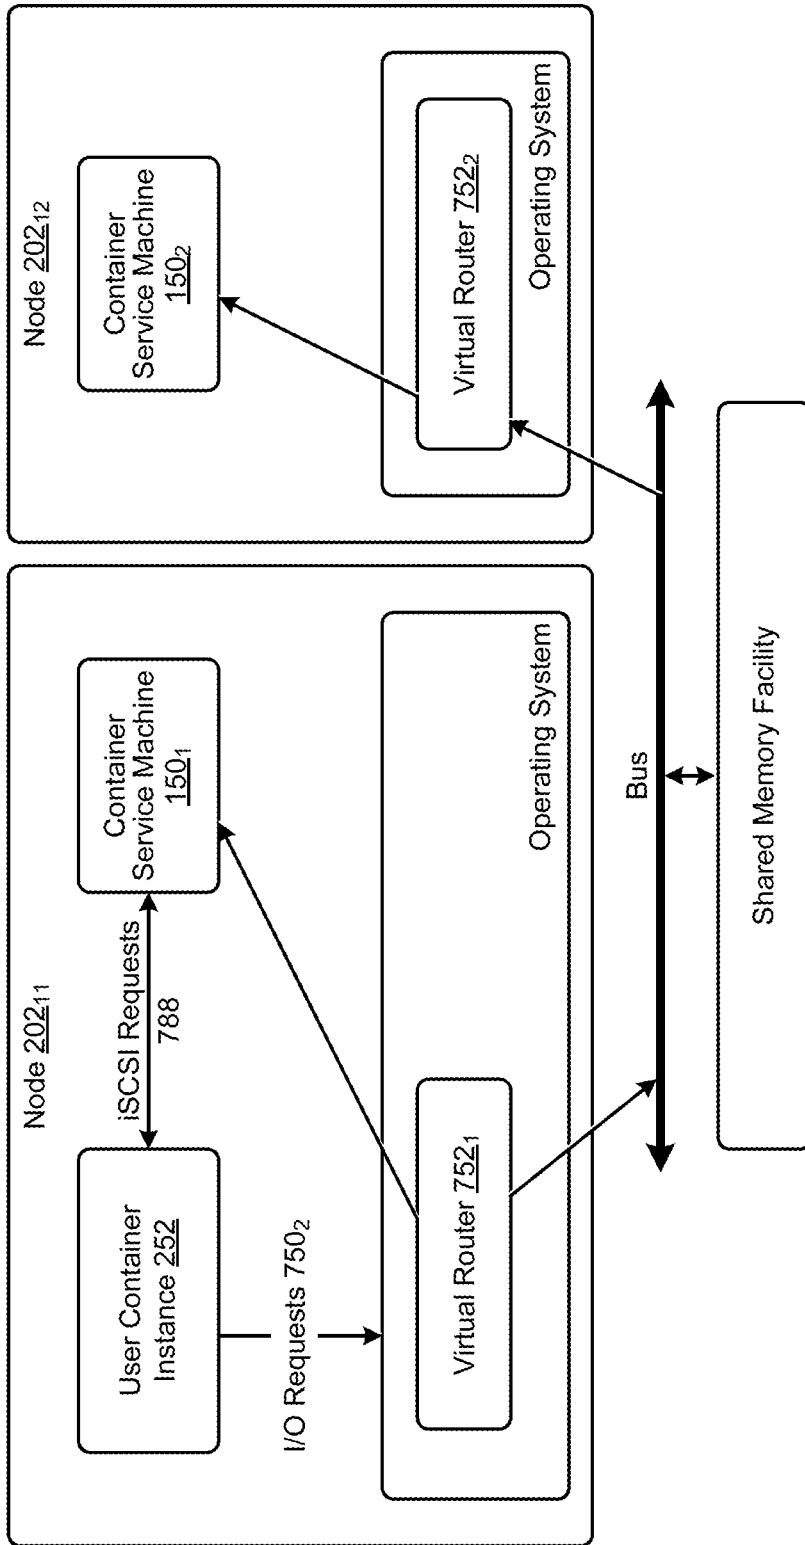 Node 202₁₁
User Container
Instance 252
iSCSI Requests
788
Container
Service Machine
150₁
I/O Requests 750₂
Virtual Router 752₁
Operating System
Node 202₁₂
Container
Service Machine
150₂
Virtual Router 752₂
Operating System
Bus
Shared Memory Facility